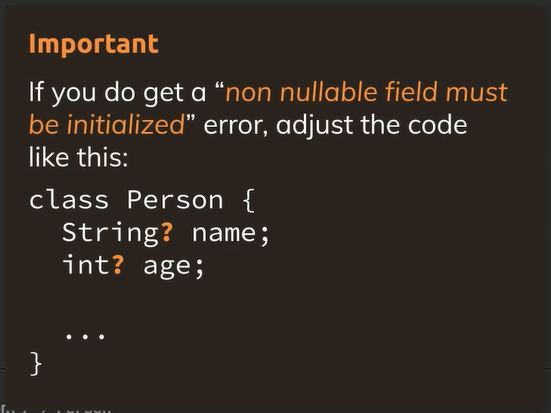 Important
If you do get a “non nullable field must
be initialized” error, adjust the code
like this:
class Person {
  String? name;
  int? age;

  ...
}